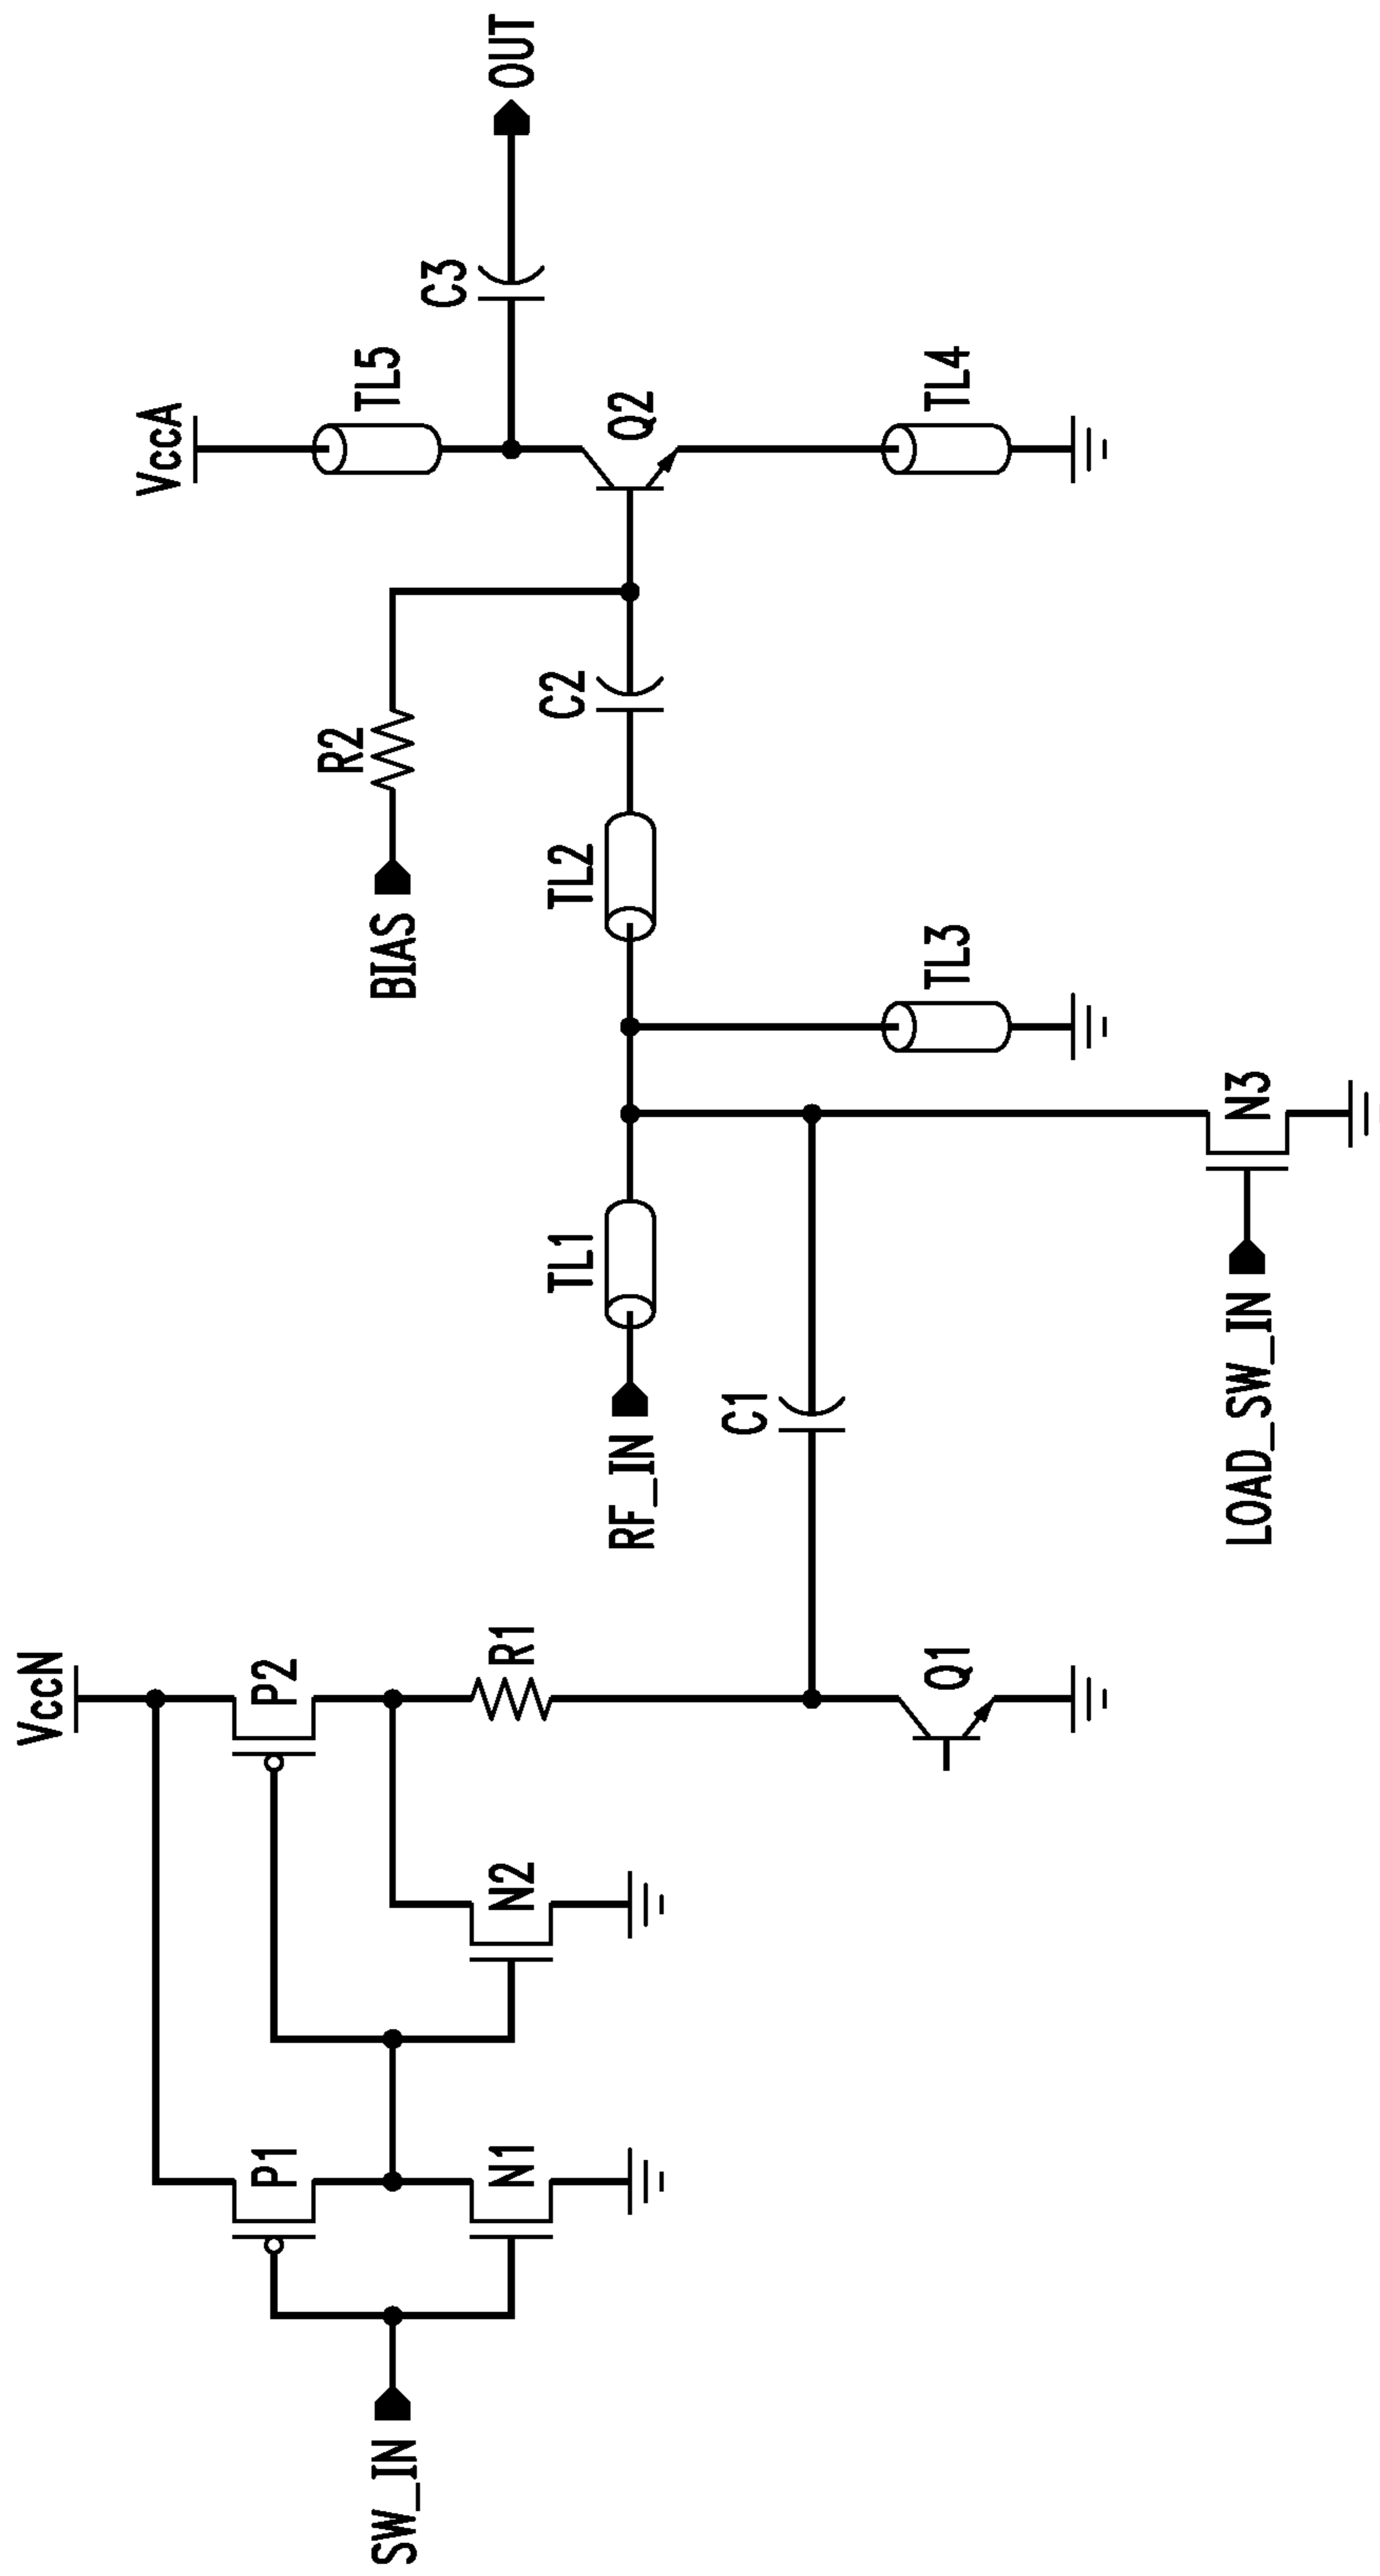 VccN
P1
P2
SW_IN
N1
N2
R1
Q1
C1
RF_IN
TL1
LOAD_SW_IN
N3
TL3
TL2
BIAS
R2
C2
VccA
TL5
Q2
TL4
C3
OUT